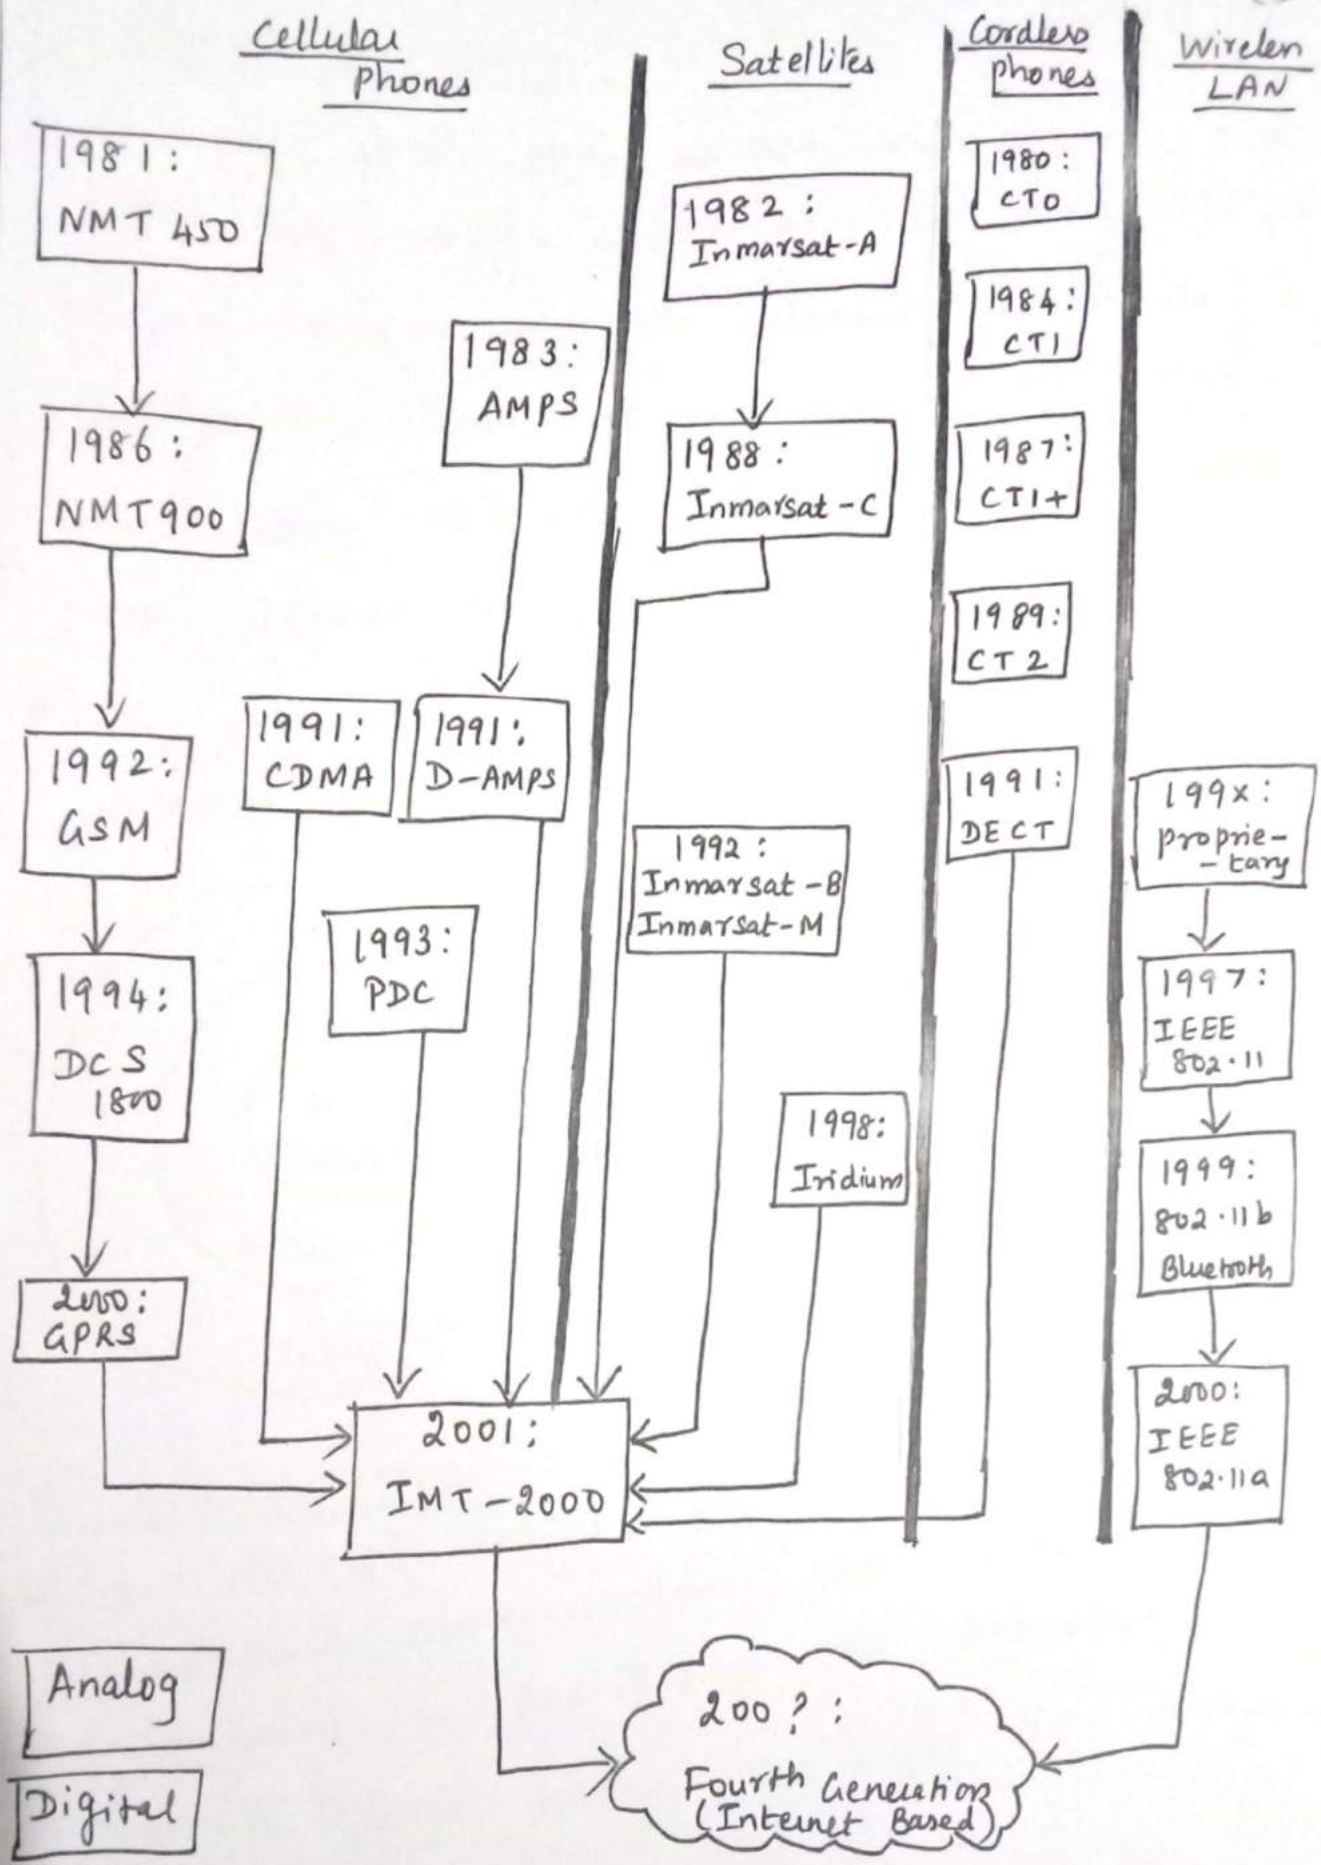 Cellular
Phones
1981:
NMT 450
1986:
NMT900
1992:
GSM
1994:
DCS
1800
2000:
GPRS
1983:
AMPS
1991:
CDMA
1991:
D-AMPS
1993:
PDC
2001:
IMT-2000
Satellites
1982:
Inmarsat-A
1988:
Inmarsat-C
1992:
Inmarsat-B
Inmarsat-M
1998:
Iridium
Cordless
phones
1980:
CT0
1984:
CT1
1987:
CT1+
1989:
CT2
1991:
DECT
Wireless
LAN
199x:
Proprie-
-tary
1997:
IEEE
802.11
1999:
802.11b
Bluetooth
2000:
IEEE
802.11a
200?:
Fourth Generation
(Internet Based)
Analog
Digital